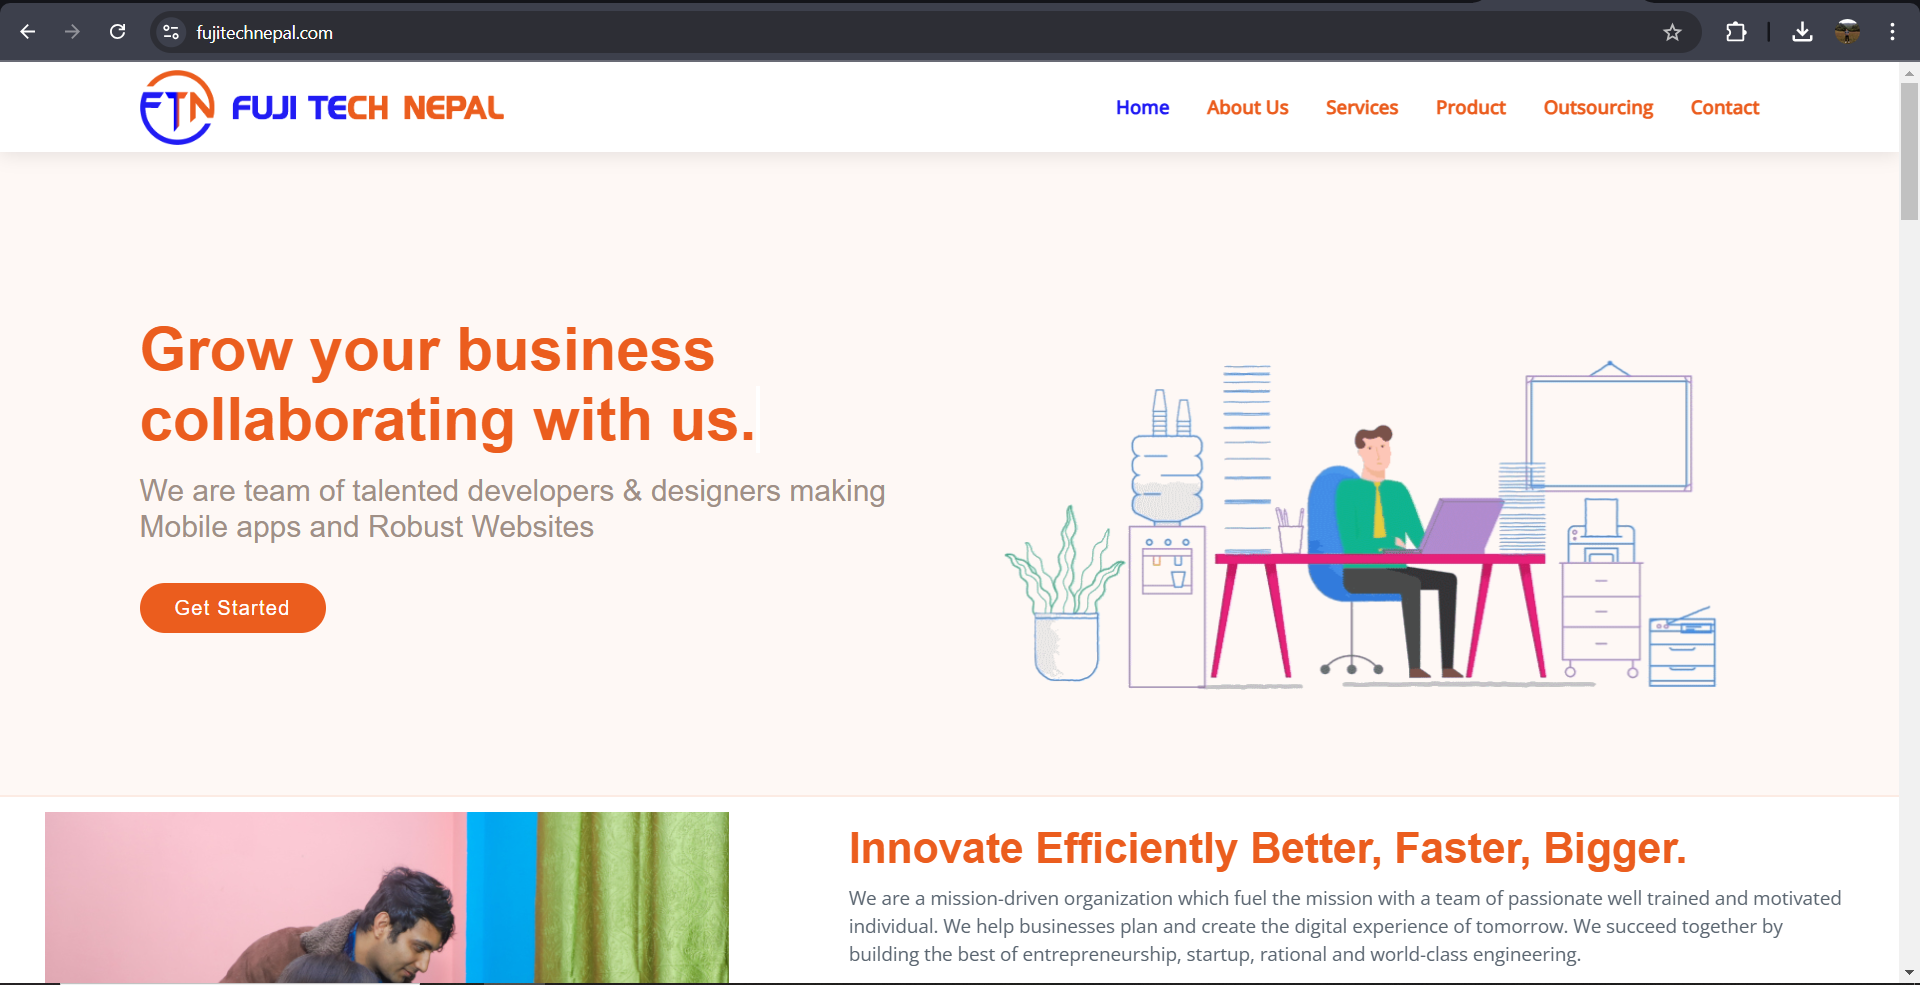 fujitechnepal.com
FTN FUJI TECH NEPAL
Home About Us Services Product Outsourcing Contact
Grow your business
collaborating with us.
We are team of talented developers & designers making
Mobile apps and Robust Websites
Get Started
Innovate Efficiently Better, Faster, Bigger.
We are a mission-driven organization which fuel the mission with a team of passionate well trained and motivated
individual. We help businesses plan and create the digital experience of tomorrow. We succeed together by
building the best of entrepreneurship, startup, rational and world-class engineering.